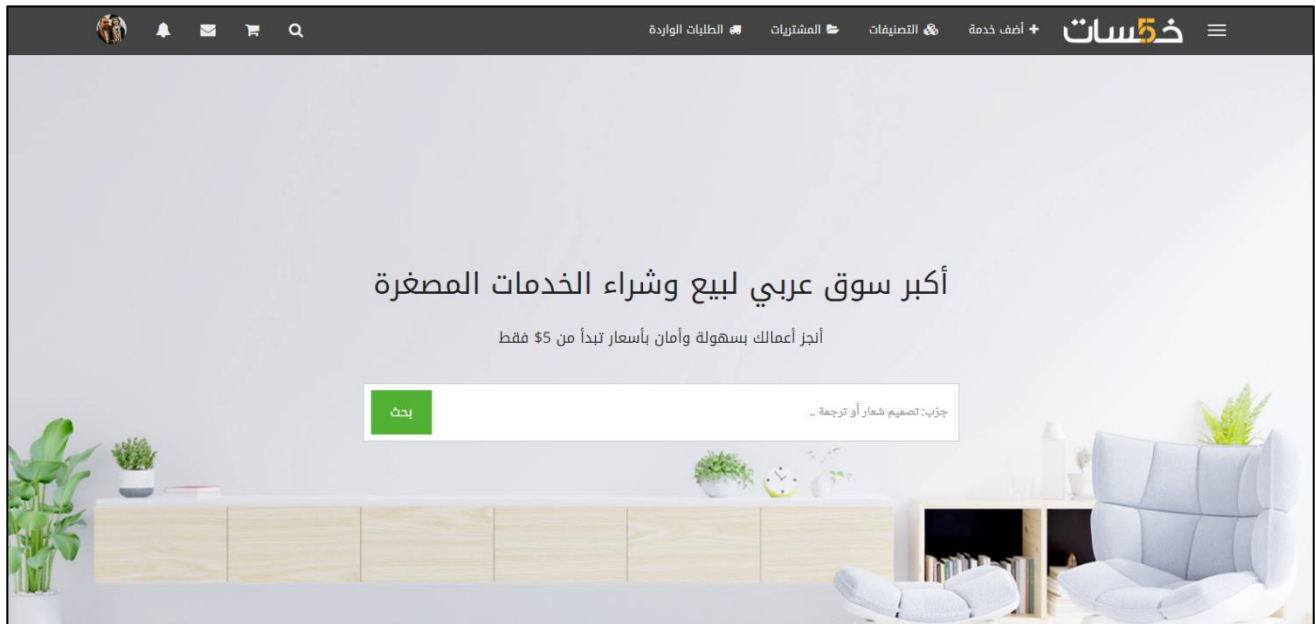 خ5سات
أضف خدمة
التصنيفات
المشتريات
الطلبات الواردة
أكبر سوق عربي لبيع وشراء الخدمات المصغرة
أنجز أعمالك بسهولة وأمان بأسعار تبدأ من 5$ فقط
جرّب: تصميم شعار أو ترجمة ..
بحث